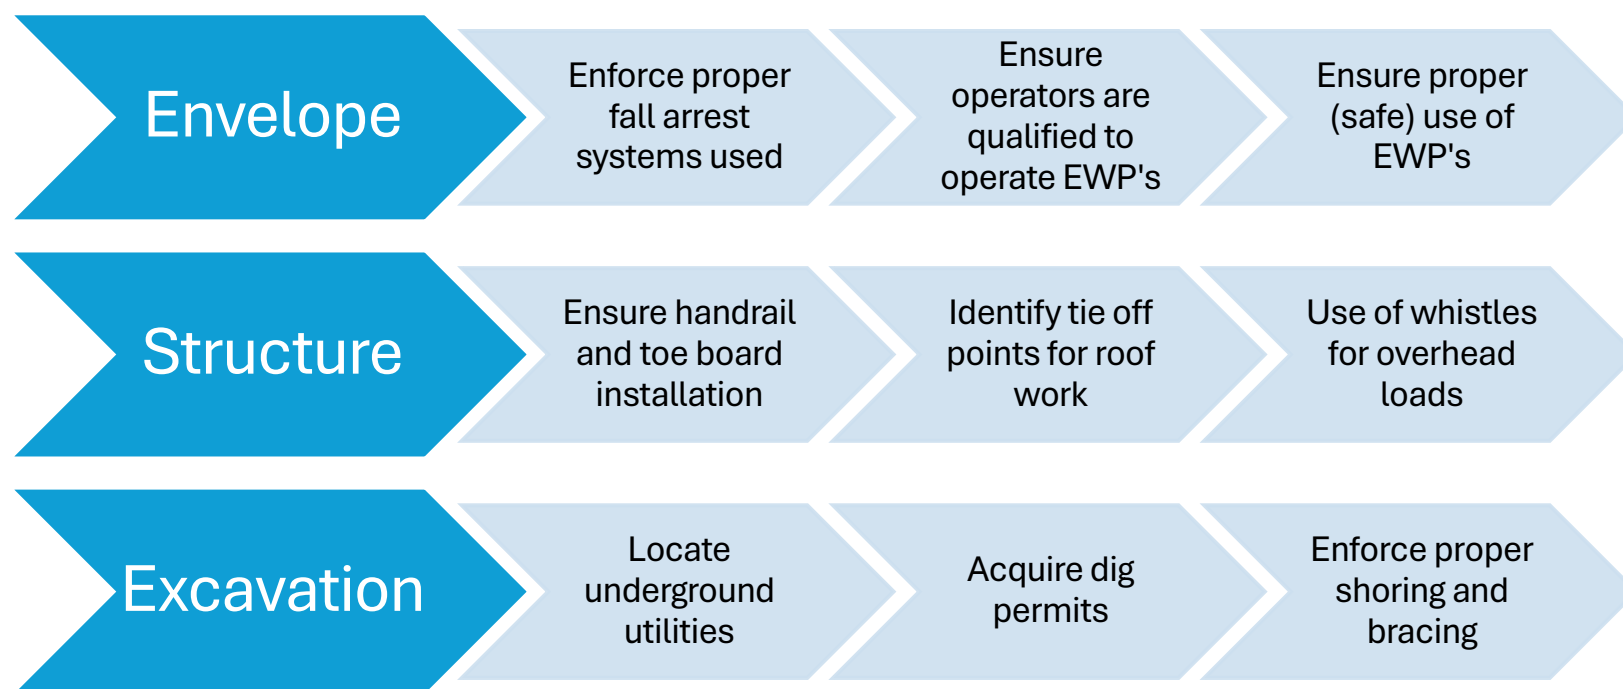 Envelope
Enforce proper
fall arrest
systems used
Ensure
operators are
qualified to
operate EWP's
Ensure proper
(safe) use of
EWP's
Structure
Ensure handrail
and toe board
installation
Identify tie off
points for roof
work
Use of whistles
for overhead
loads
Excavation
Locate
underground
utilities
Acquire dig
permits
Enforce proper
shoring and
bracing